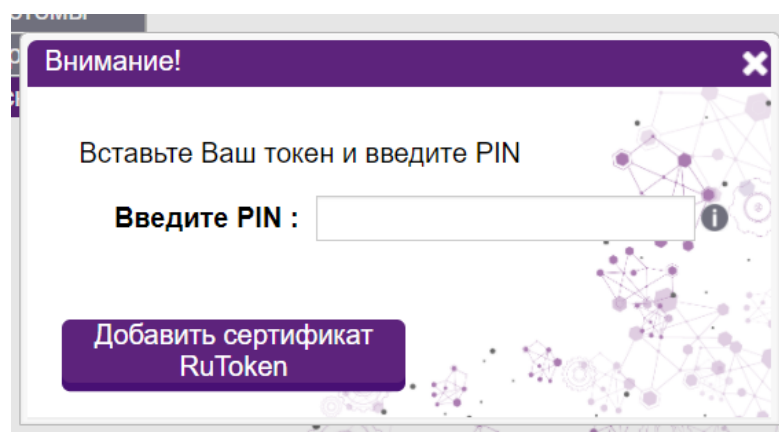 Внимание!
Вставьте Ваш токен и введите PIN
Введите PIN :
Добавить сертификат
RuToken